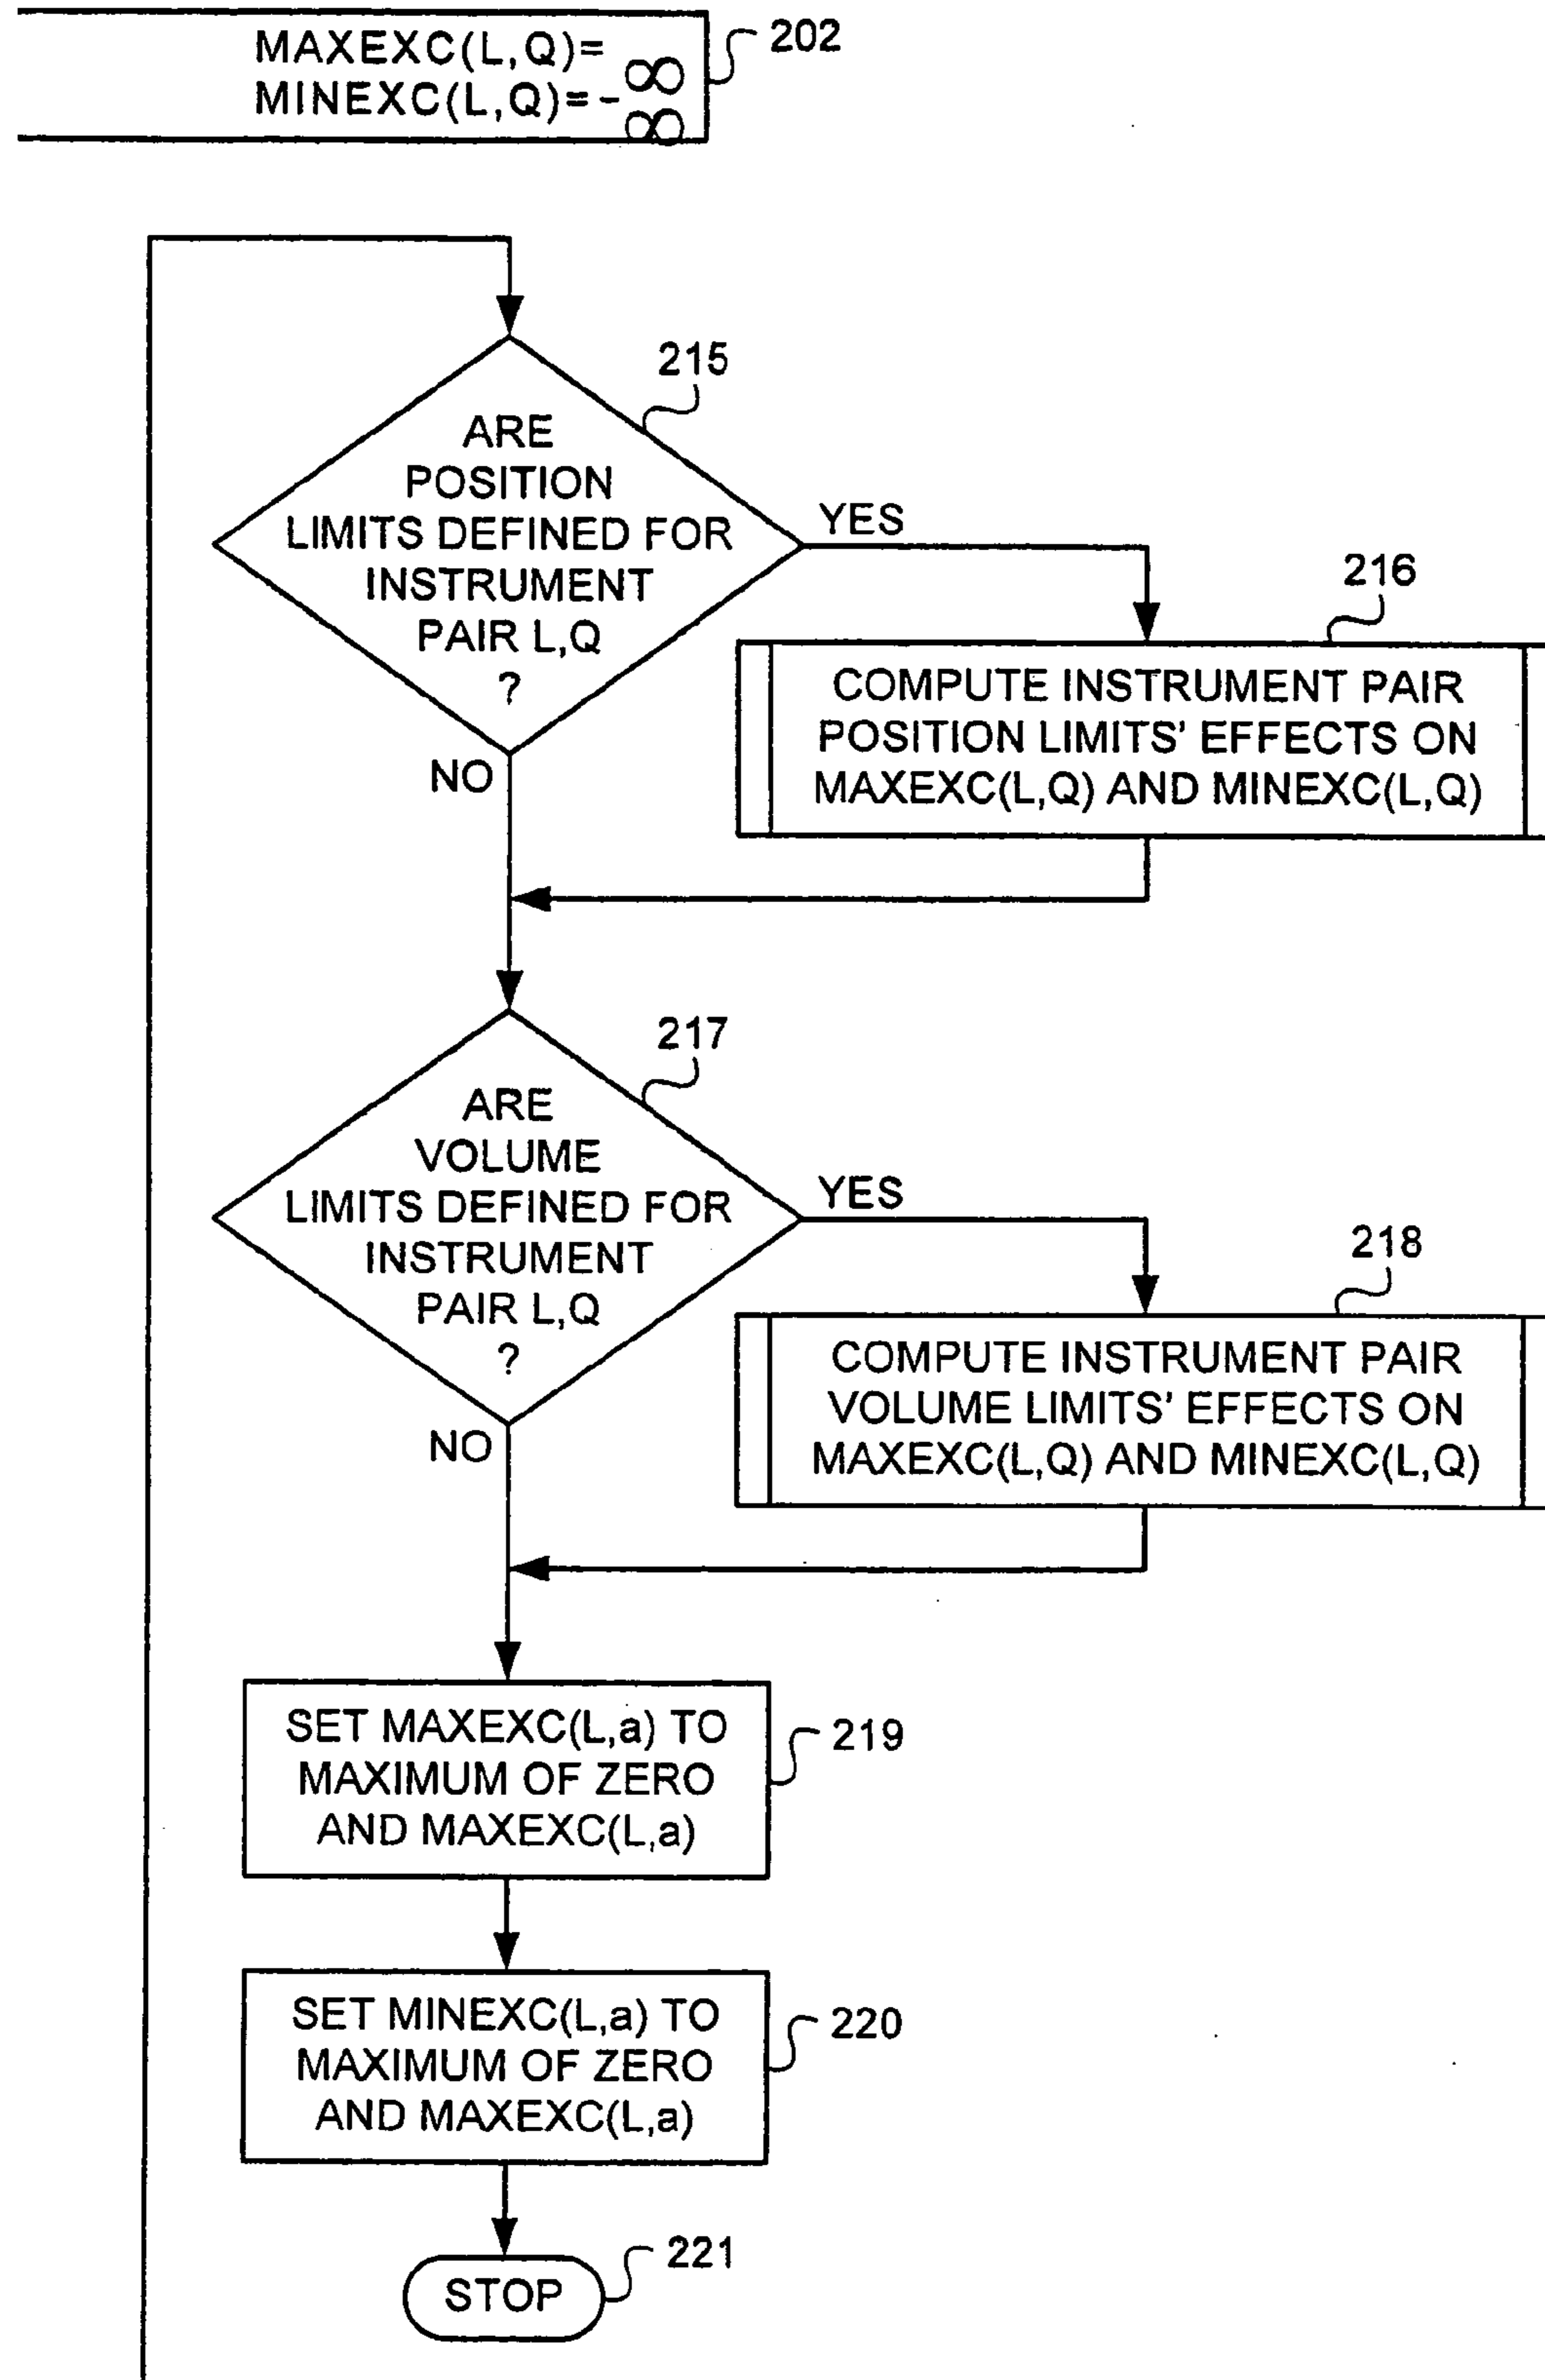 MAXEXC(L,Q)=∞
202
MINEXC(L,Q)=-∞
215
ARE
POSITION
LIMITS DEFINED FOR
INSTRUMENT
PAIR L,Q
?
YES
NO
216
COMPUTE INSTRUMENT PAIR
POSITION LIMITS' EFFECTS ON
MAXEXC(L,Q) AND MINEXC(L,Q)
217
ARE
VOLUME
LIMITS DEFINED FOR
INSTRUMENT
PAIR L,Q
?
YES
NO
218
COMPUTE INSTRUMENT PAIR
VOLUME LIMITS' EFFECTS ON
MAXEXC(L,Q) AND MINEXC(L,Q)
SET MAXEXC(L,a) TO
MAXIMUM OF ZERO
AND MAXEXC(L,a)
219
SET MINEXC(L,a) TO
MAXIMUM OF ZERO
AND MAXEXC(L,a)
220
STOP
221